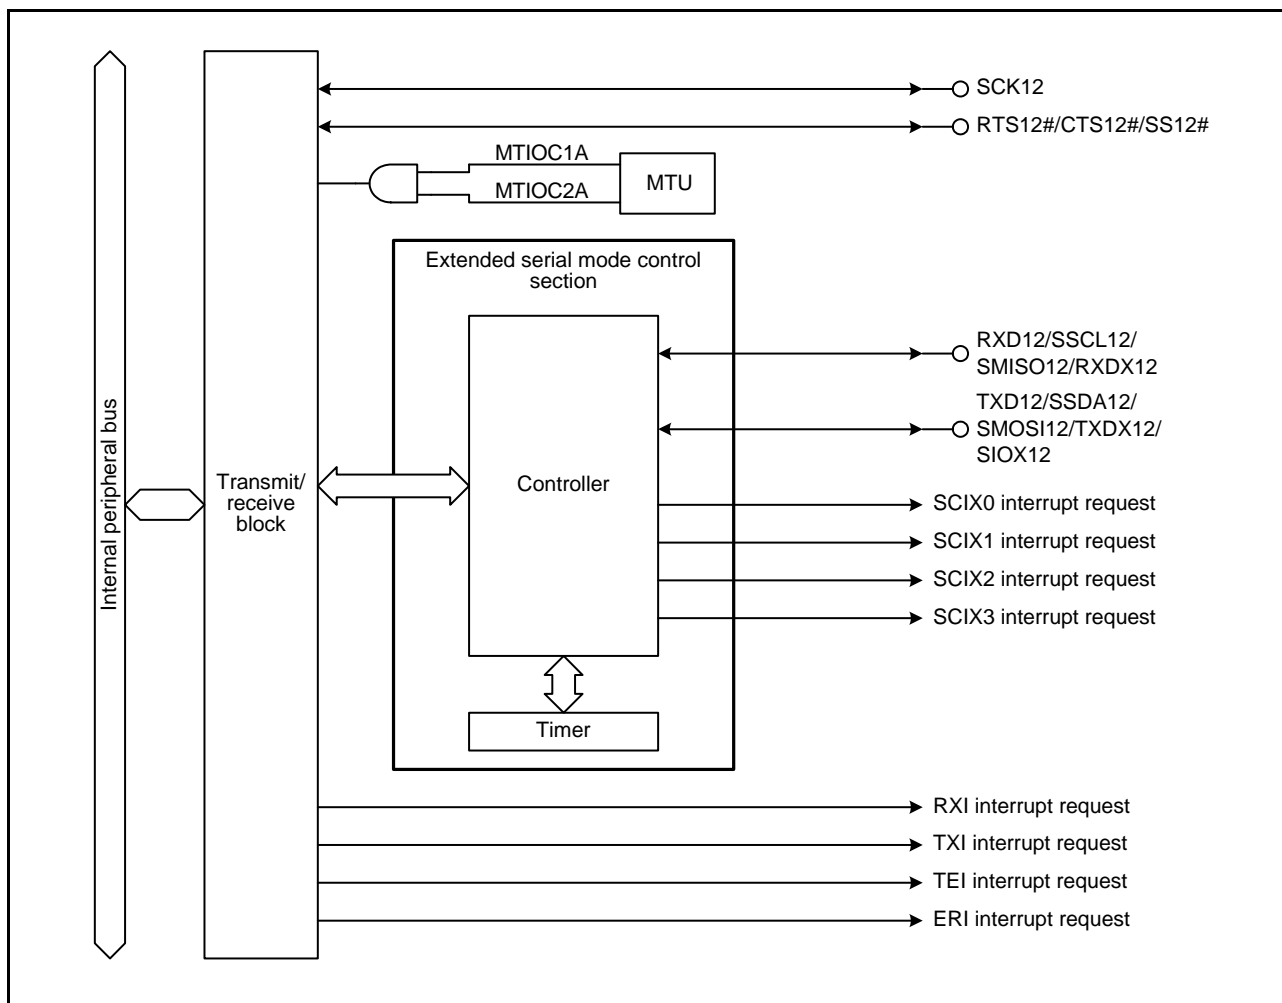 SCK12
RTS12#/CTS12#/SS12#
MTIOC1A
MTIOC2A
MTU
Extended serial mode control
section
RXD12/SSCL12/
SMISO12/RXDX12
TXD12/SSDA12/
SMOSI12/TXDX12/
SIOX12
Internal peripheral bus
Transmit/
receive
block
Controller
SCIX0 interrupt request
SCIX1 interrupt request
SCIX2 interrupt request
SCIX3 interrupt request
Timer
RXI interrupt request
TXI interrupt request
TEI interrupt request
ERI interrupt request